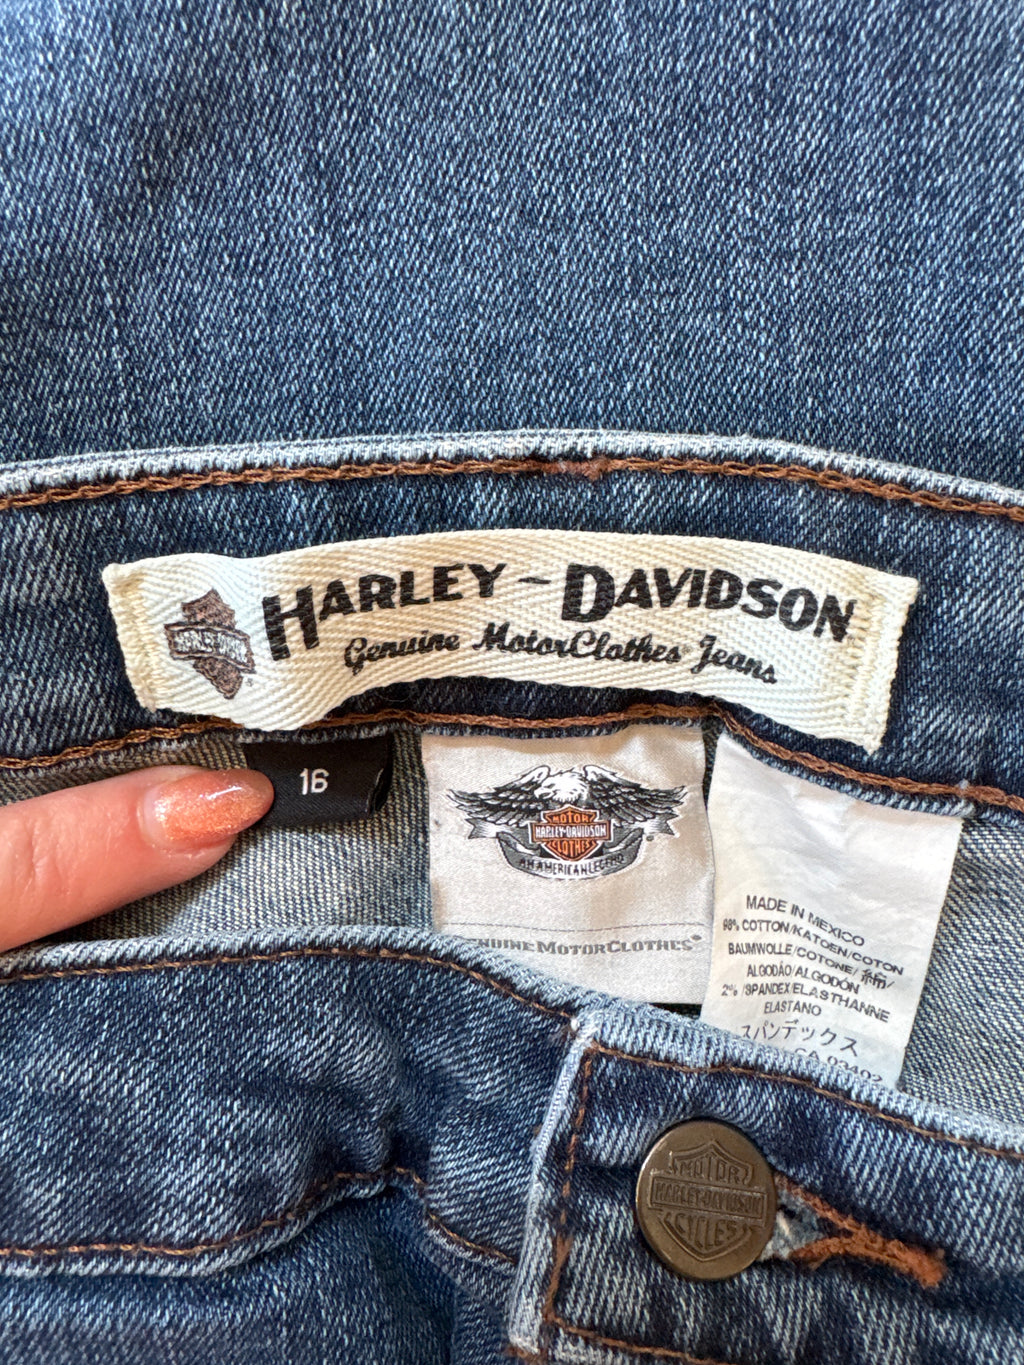 HARLEY-DAVIDSON
Genuine MotorClothes Jeans
16
MOTOR
HARLEY-DAVIDSON
CLOTHES
AN AMERICAN LEGEND
GENUINE MOTORCLOTHES®
MADE IN MEXICO
98% COTTON/KATOEN/COTON
BAUMWOLLE/COTONE/綿/
ALGODÃO/ALGODÓN
2% /SPANDEX/ELASTHANNE
ELASTANO
スパンデックス
CA 03402
MOTOR
HARLEY-DAVIDSON
CYCLES